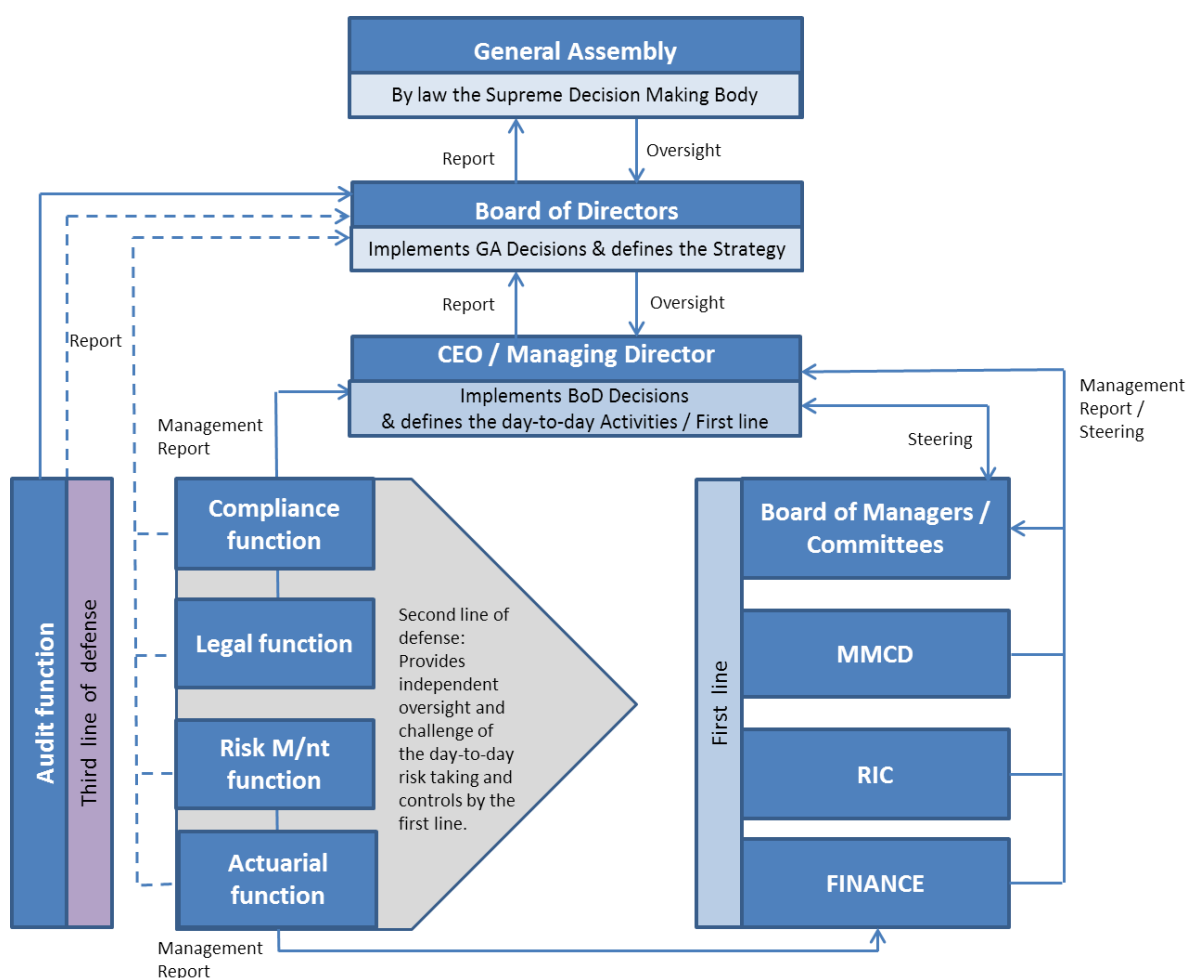 General Assembly
By law the Supreme Decision Making Body
Report
Oversight
Board of Directors
Implements GA Decisions & defines the Strategy
Report
Oversight
Report
CEO / Managing Director
Implements BoD Decisions
& defines the day-to-day Activities / First line
Management
Report
Management
Report /
Steering
Steering
Audit function
Third line of defense
Compliance
function
Legal function
Risk M/nt
function
Actuarial
function
Second line of
defense:
Provides
independent
oversight and
challenge of
the day-to-day
risk taking and
controls by the
first line.
First line
Board of Managers /
Committees
MMCD
RIC
FINANCE
Management
Report